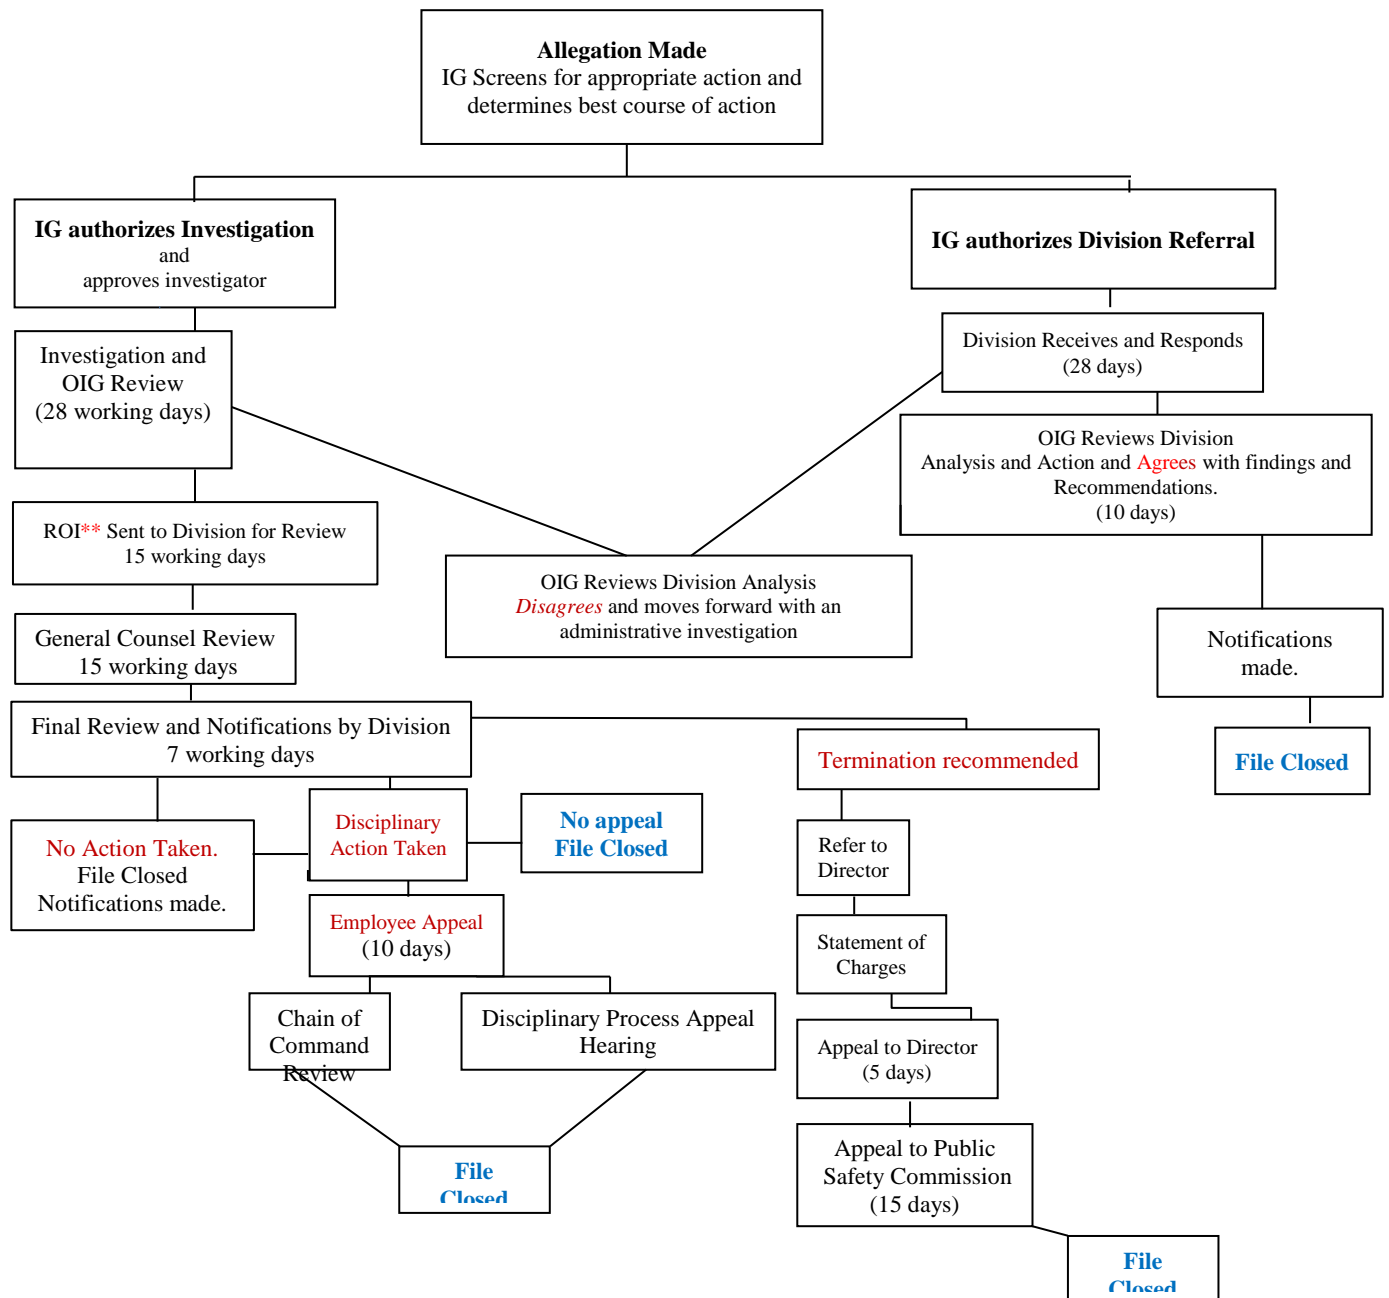 Allegation Made
IG Screens for appropriate action and
determines best course of action
IG authorizes Investigation
and
approves investigator
IG authorizes Division Referral
Investigation and
OIG Review
(28 working days)
Division Receives and Responds
(28 days)
OIG Reviews Division
Analysis and Action and Agrees with findings and
Recommendations.
(10 days)
ROI** Sent to Division for Review
15 working days
OIG Reviews Division Analysis
Disagrees and moves forward with an
administrative investigation
General Counsel Review
15 working days
Notifications
made.
Final Review and Notifications by Division
7 working days
Termination recommended
File Closed
No Action Taken.
File Closed
Notifications made.
Disciplinary
Action Taken
No appeal
File Closed
Refer to
Director
Employee Appeal
(10 days)
Statement of
Charges
Chain of
Command
Review
Disciplinary Process Appeal
Hearing
Appeal to Director
(5 days)
File
Closed
Appeal to Public
Safety Commission
(15 days)
File
Closed